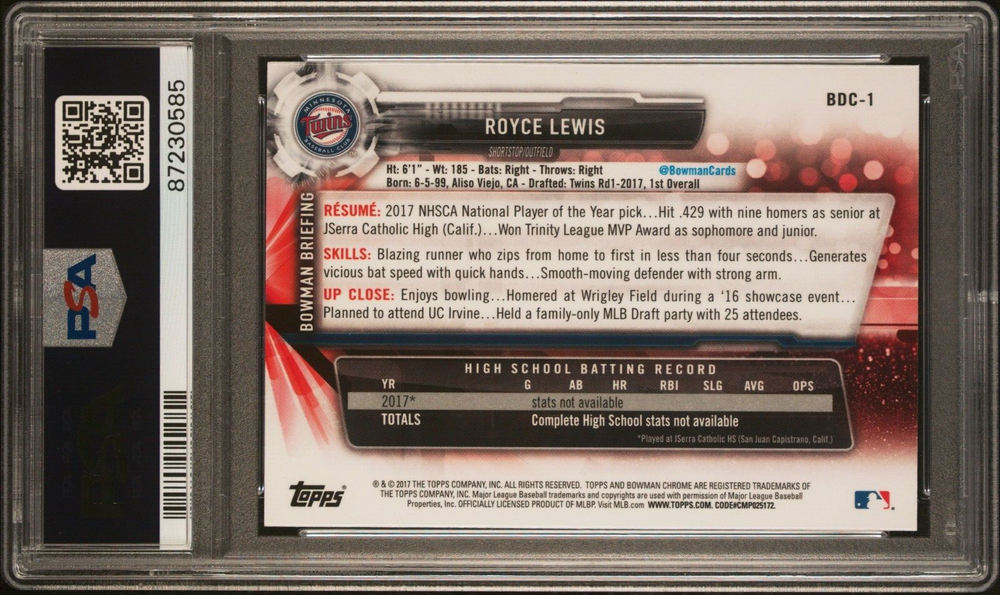 87230585
PSA
BDC-1
MINNESOTA
Twins
BASEBALL CLUB
ROYCE LEWIS
SHORTSTOP/OUTFIELD
Ht: 6'1" - Wt: 185 - Bats: Right - Throws: Right
@BowmanCards
Born: 6-5-99, Aliso Viejo, CA - Drafted: Twins Rd1-2017, 1st Overall
BOWMAN BRIEFING
RÉSUMÉ: 2017 NHSCA National Player of the Year pick...Hit .429 with nine homers as senior at
JSerra Catholic High (Calif.)...Won Trinity League MVP Award as sophomore and junior.
SKILLS: Blazing runner who zips from home to first in less than four seconds...Generates
vicious bat speed with quick hands...Smooth-moving defender with strong arm.
UP CLOSE: Enjoys bowling...Homered at Wrigley Field during a '16 showcase event...
Planned to attend UC Irvine...Held a family-only MLB Draft party with 25 attendees.
HIGH SCHOOL BATTING RECORD
YR G AB HR RBI SLG AVG OPS
2017* stats not available
TOTALS Complete High School stats not available
*Played at JSerra Catholic HS (San Juan Capistrano, Calif.)
Topps
® & © 2017 THE TOPPS COMPANY, INC. ALL RIGHTS RESERVED. TOPPS AND BOWMAN CHROME ARE REGISTERED TRADEMARKS OF
THE TOPPS COMPANY, INC. Major League Baseball trademarks and copyrights are used with permission of Major League Baseball
Properties, Inc. OFFICIALLY LICENSED PRODUCT OF MLBP. Visit MLB.com WWW.TOPPS.COM. CODE#CMP025172.